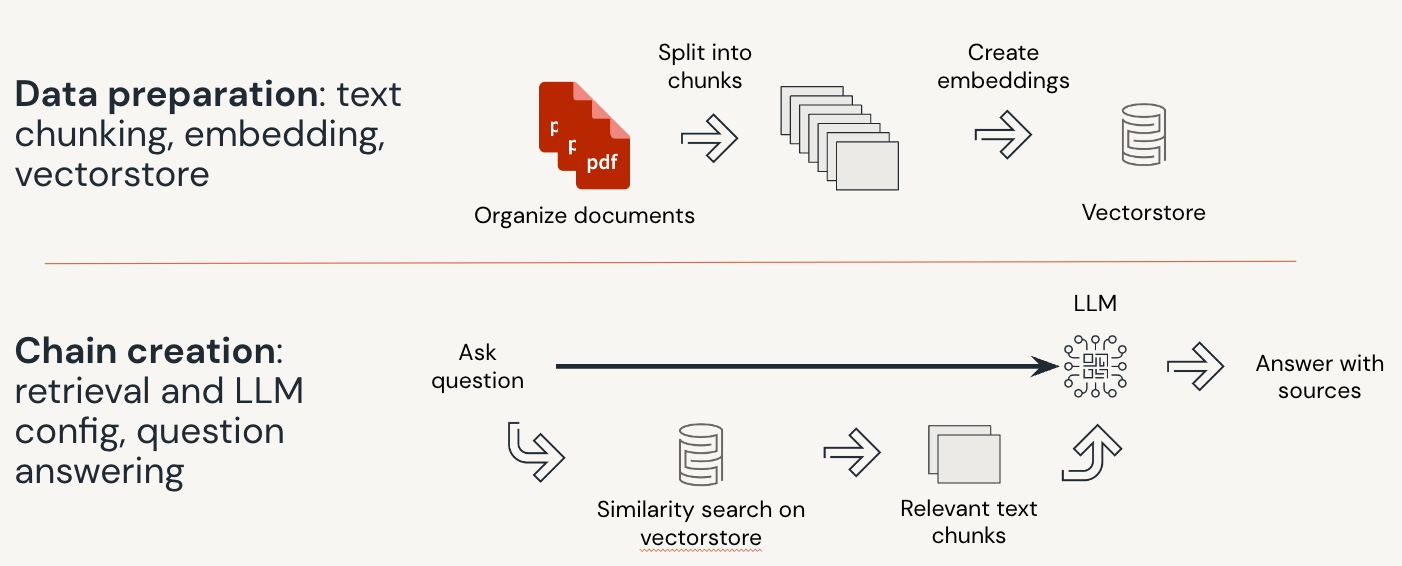 Data preparation: text
chunking, embedding,
vectorstore
Split into
chunks
Create
embeddings
p
p
pdf
Organize documents
Vectorstore
Chain creation:
retrieval and LLM
config, question
answering
Ask
question
LLM
Answer with
sources
Similarity search on
vectorstore
Relevant text
chunks